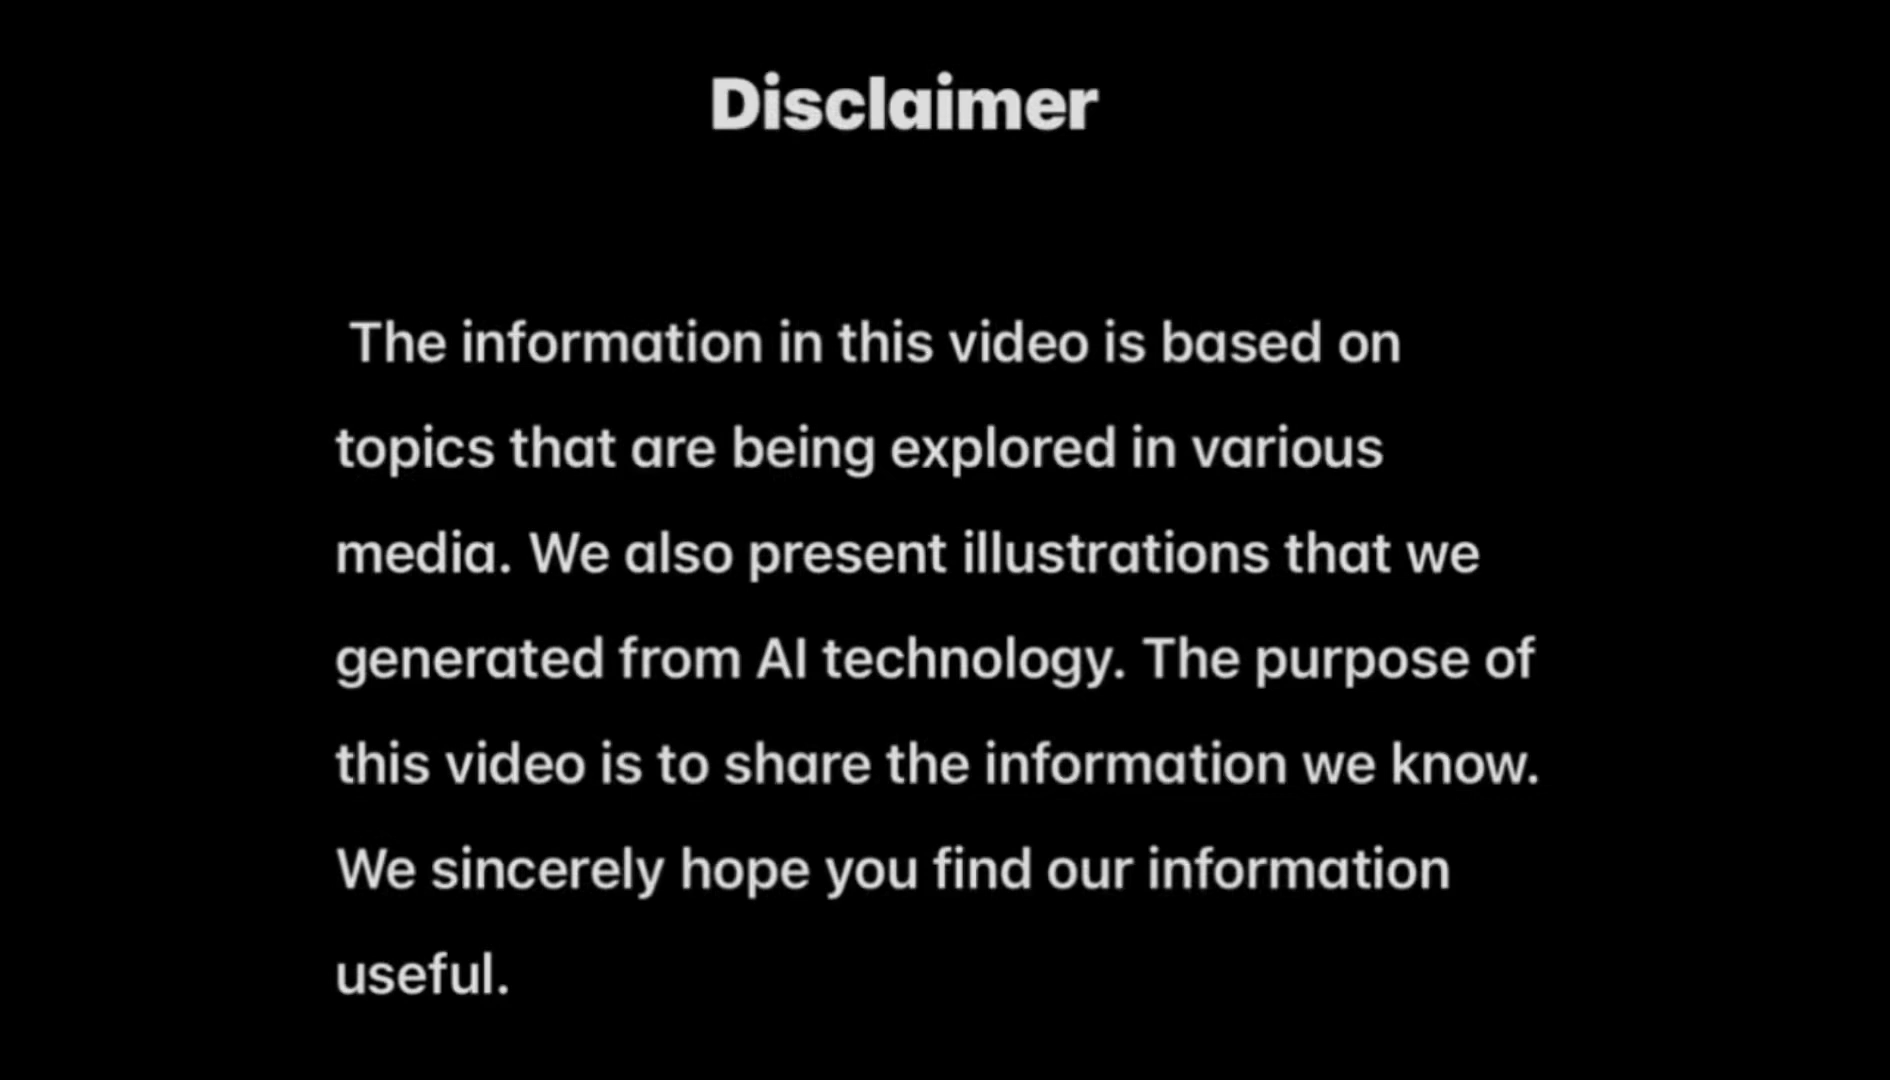 Disclaimer
The information in this video is based on
topics that are being explored in various
media. We also present illustrations that we
generated from AI technology. The purpose of
this video is to share the information we know.
We sincerely hope you find our information
useful.